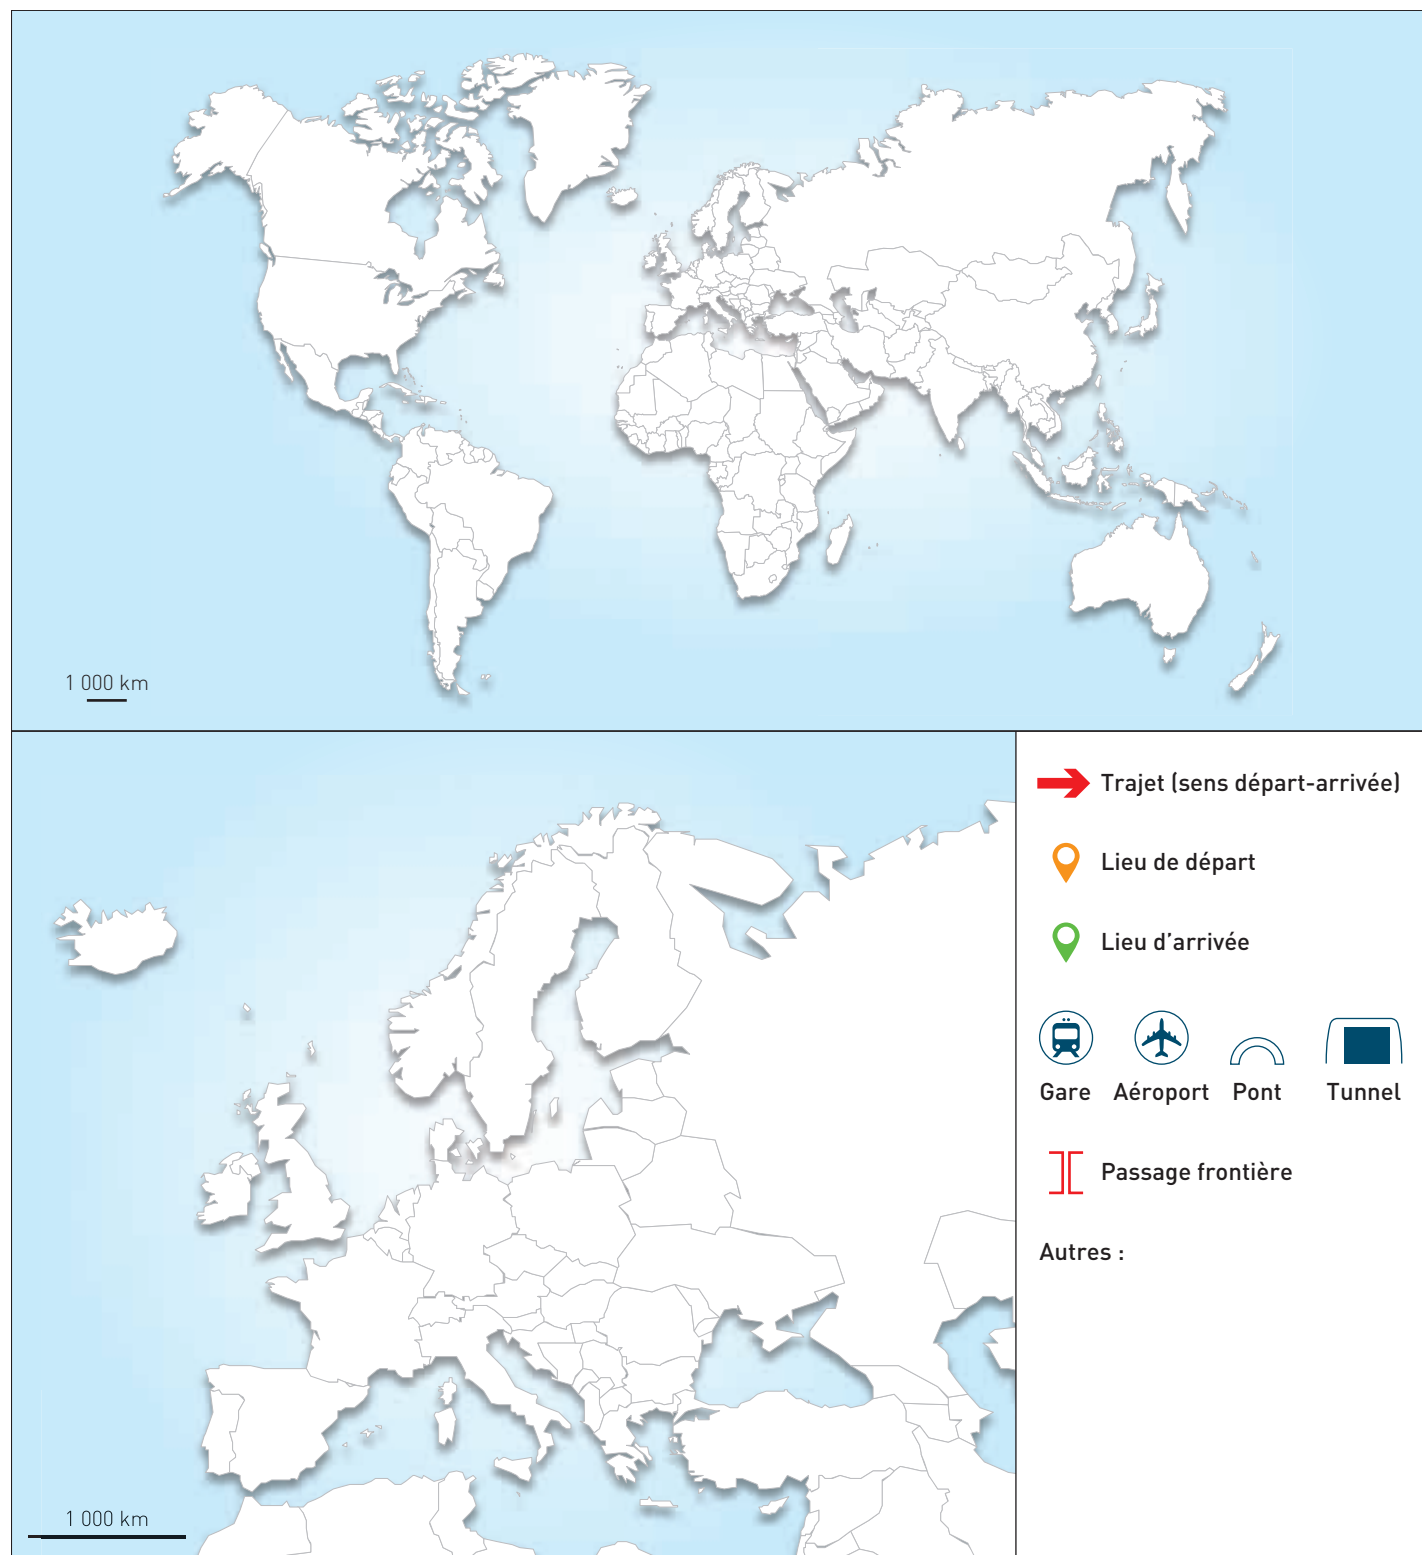 1 000 km
Trajet (sens départ-arrivée)
Lieu de départ
Lieu d’arrivée
Gare Aéroport Pont Tunnel
Passage frontière
Autres :
1 000 km